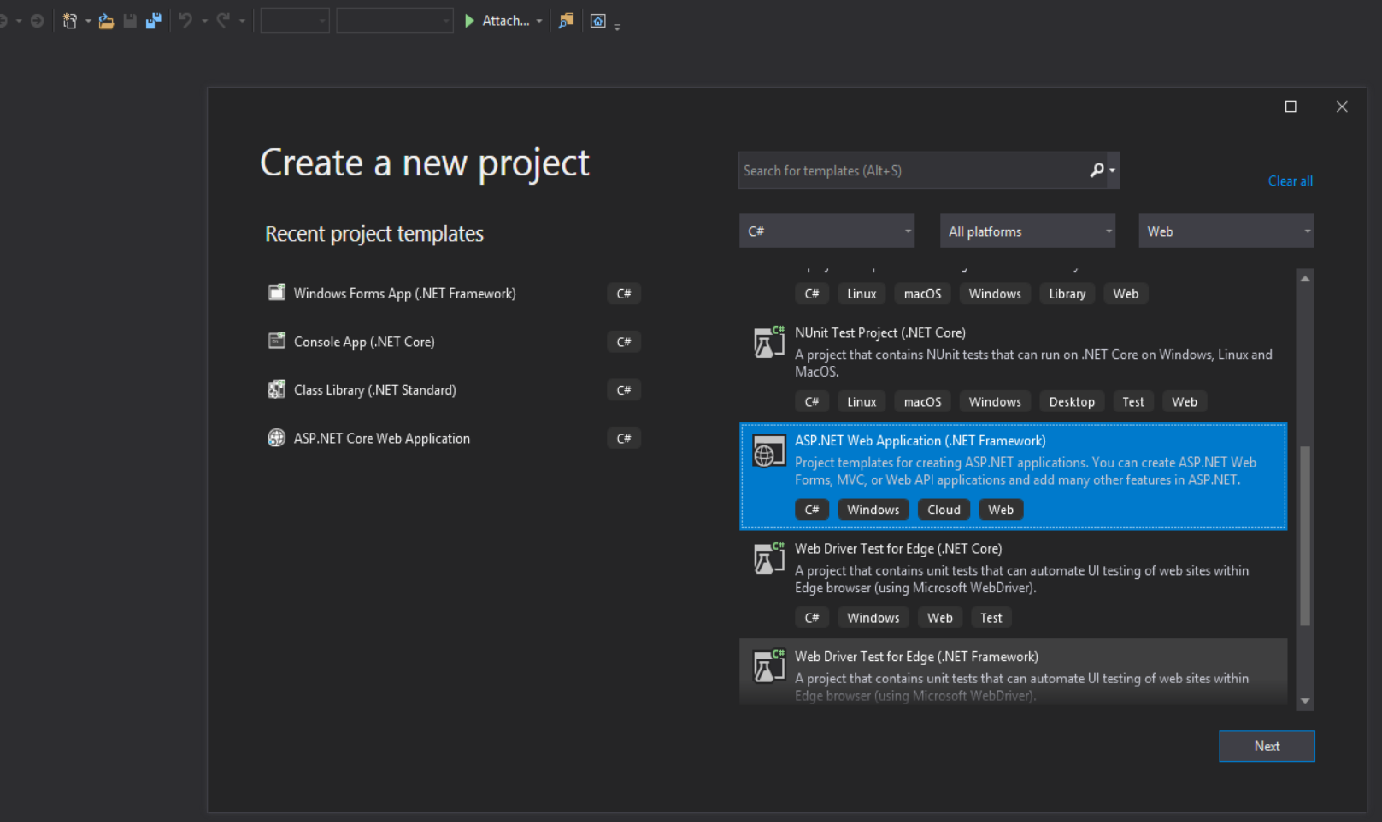 Attach...
Create a new project
Search for templates (Alt+S)
Clear all
Recent project templates
C#
All platforms
Web
Windows Forms App (.NET Framework)
C#
Console App (.NET Core)
C#
Class Library (.NET Standard)
C#
ASP.NET Core Web Application
C#
C# Linux macOS Windows Library Web
NUnit Test Project (.NET Core)
A project that contains NUnit tests that can run on .NET Core on Windows, Linux and
MacOS.
C# Linux macOS Windows Desktop Test Web
ASP.NET Web Application (.NET Framework)
Project templates for creating ASP.NET applications. You can create ASP.NET Web
Forms, MVC, or Web API applications and add many other features in ASP.NET.
C# Windows Cloud Web
Web Driver Test for Edge (.NET Core)
A project that contains unit tests that can automate UI testing of web sites within
Edge browser (using Microsoft WebDriver).
C# Windows Web Test
Web Driver Test for Edge (.NET Framework)
A project that contains unit tests that can automate UI testing of web sites within
Edge browser (using Microsoft WebDriver).
Next